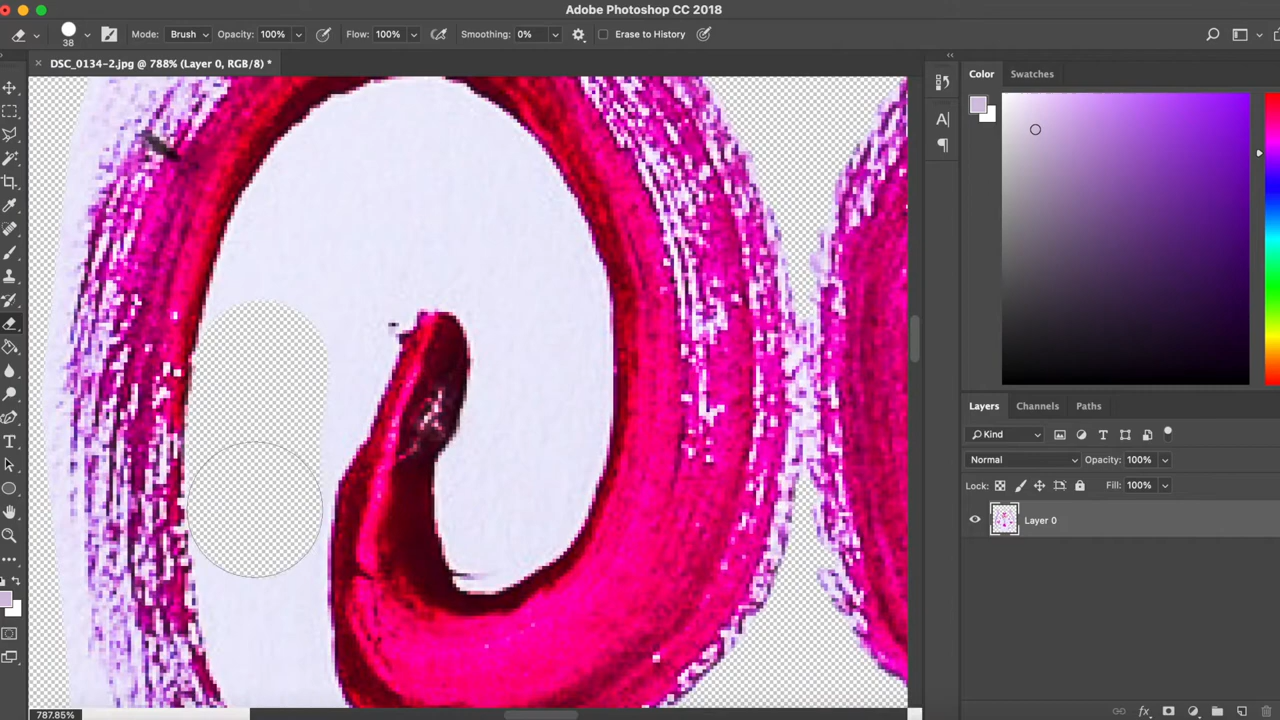 Adobe Photoshop CC 2018
38 Mode: Brush Opacity: 100% Flow: 100% Smoothing: 0% Erase to History
DSC_0134-2.jpg @ 788% (Layer 0, RGB/8) *
Color Swatches
Layers Channels Paths
Kind
Normal Opacity: 100%
Lock: Fill: 100%
Layer 0
787.85%